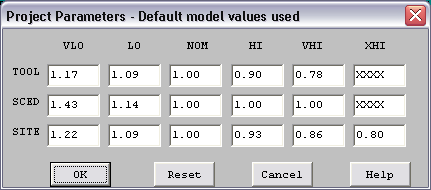 Project Parameters - Default model values used
VLO LO NOM HI VHI XHI
TOOL 1.17 1.09 1.00 0.90 0.78 XXXX
SCED 1.43 1.14 1.00 1.00 1.00 XXXX
SITE 1.22 1.09 1.00 0.93 0.86 0.80
OK Reset Cancel Help